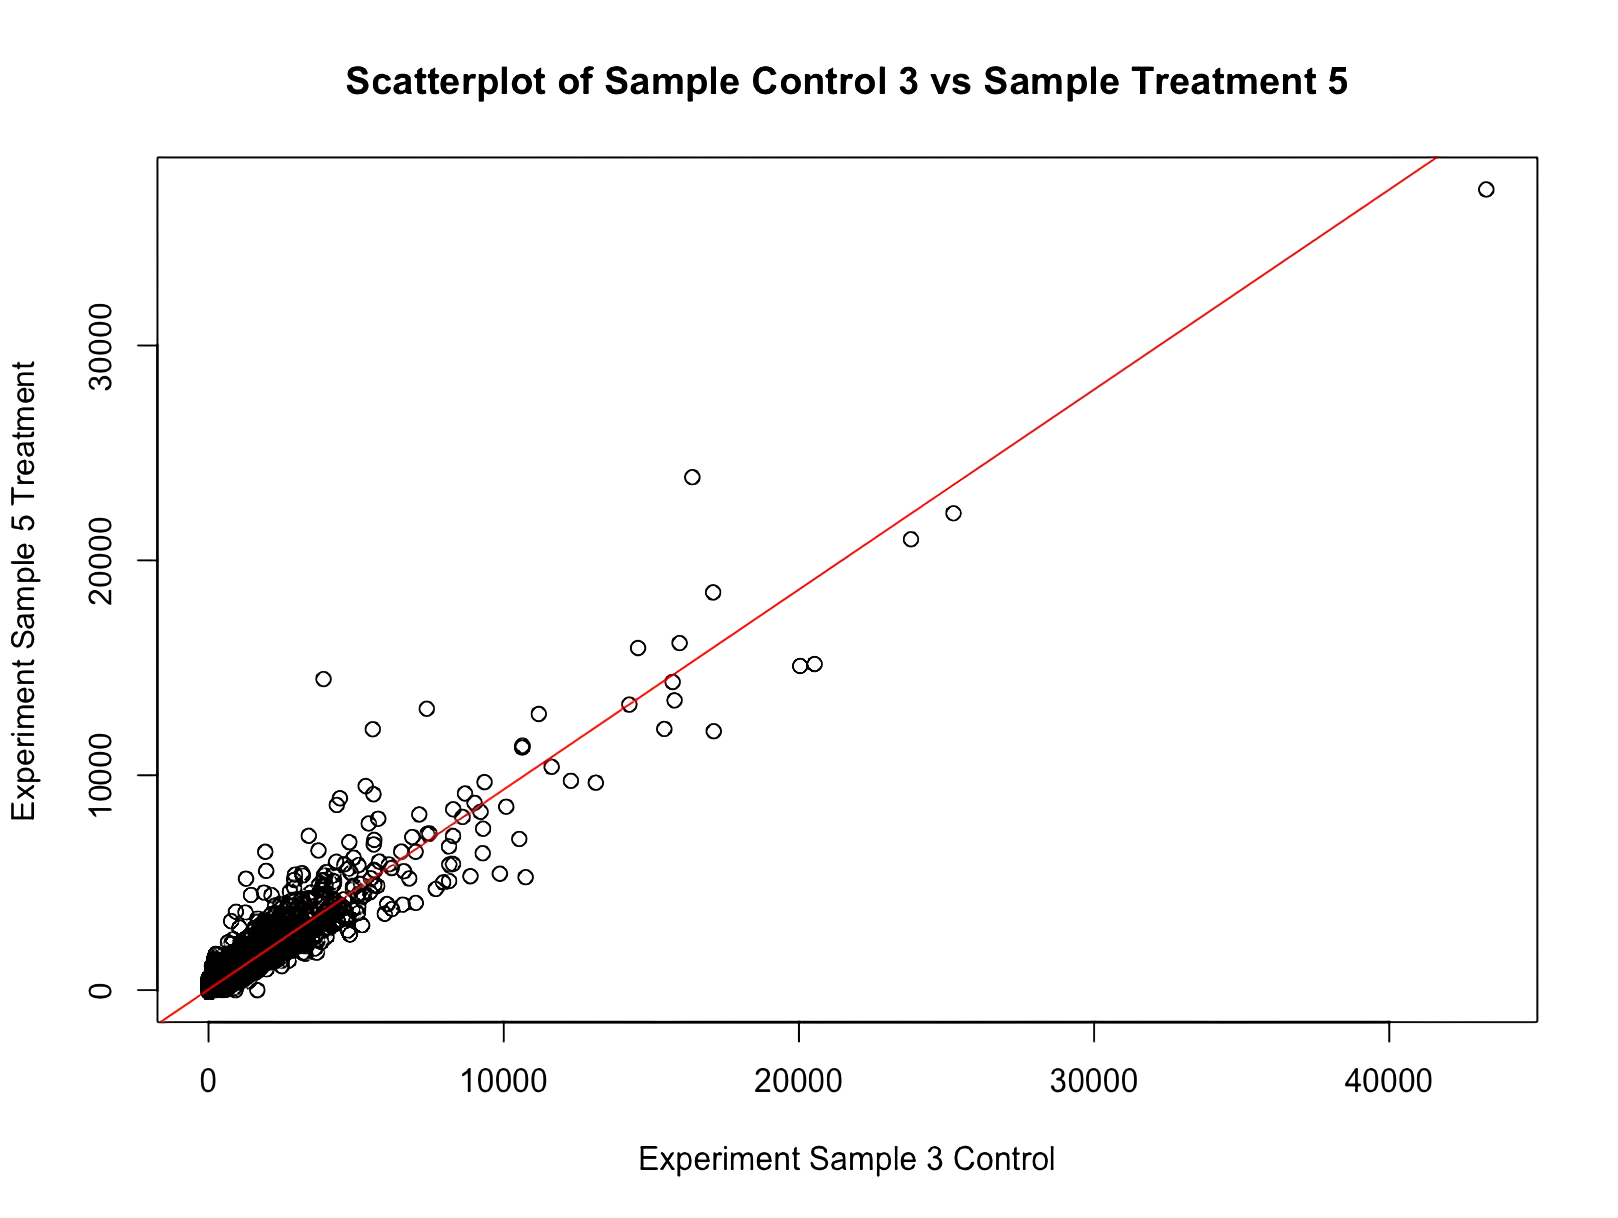 Scatterplot of Sample Control 3 vs Sample Treatment 5
Experiment Sample 5 Treatment
30000
20000
10000
0
0 10000 20000 30000 40000
Experiment Sample 3 Control